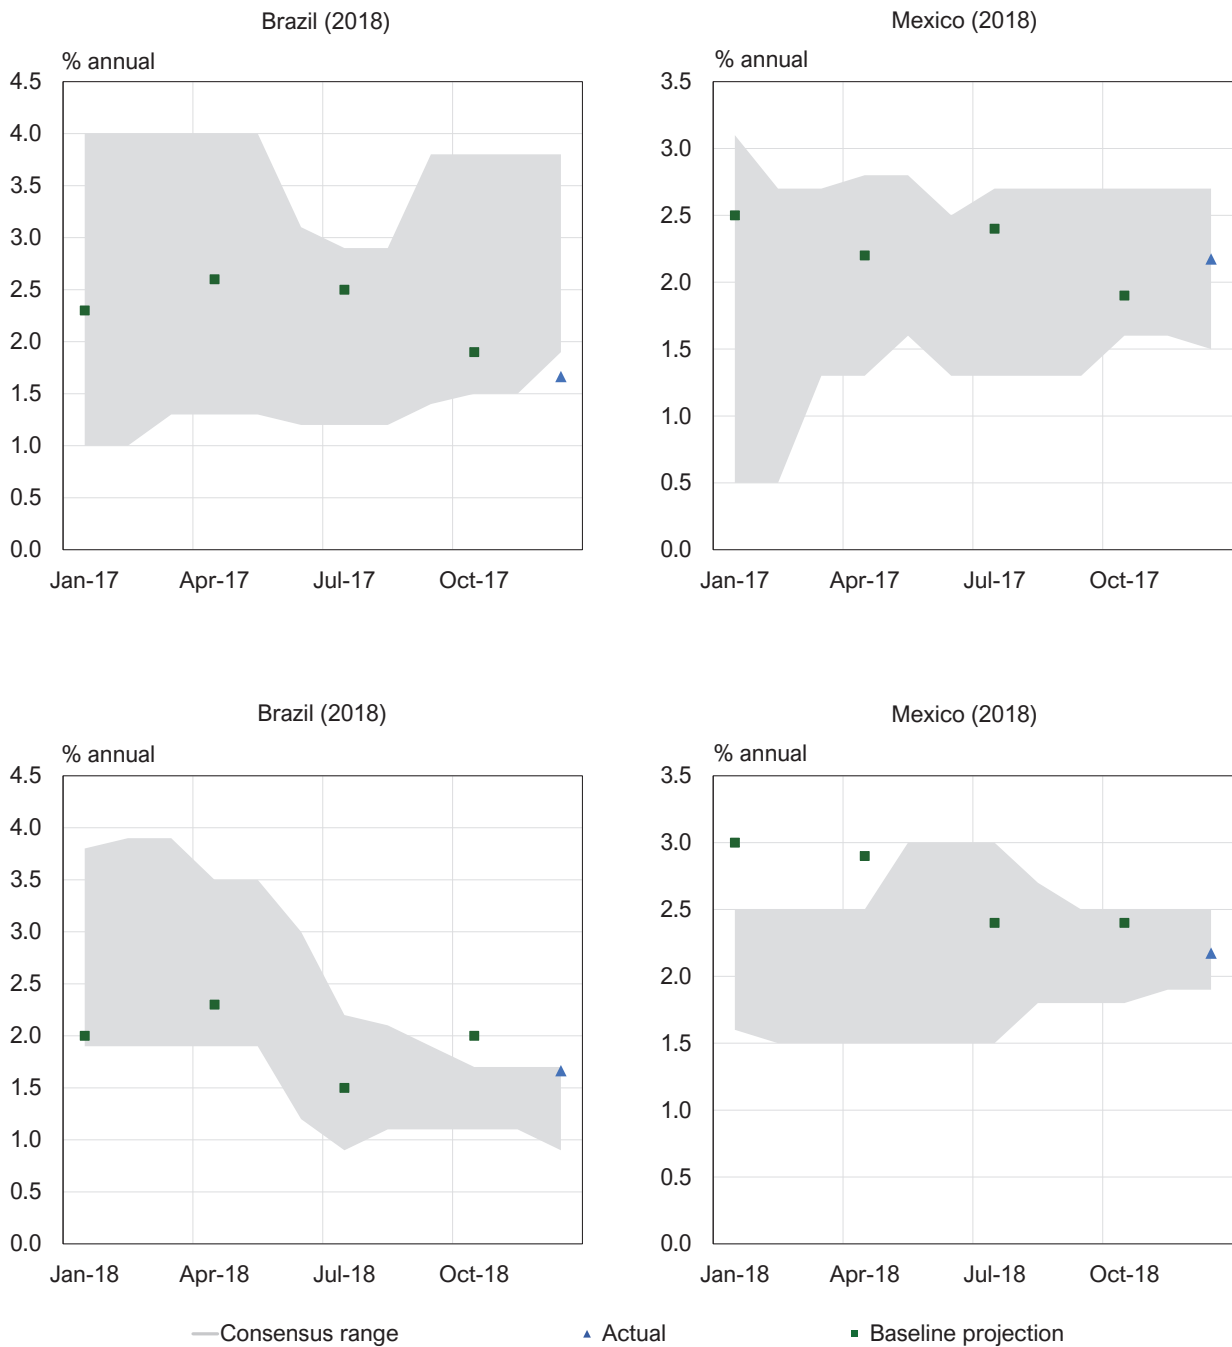 Brazil (2018)
% annual
4.5
4.0
3.5
3.0
2.5
2.0
1.5
1.0
0.5
0.0
Jan-17 Apr-17 Jul-17 Oct-17
Mexico (2018)
% annual
3.5
3.0
2.5
2.0
1.5
1.0
0.5
0.0
Jan-17 Apr-17 Jul-17 Oct-17
Brazil (2018)
% annual
4.5
4.0
3.5
3.0
2.5
2.0
1.5
1.0
0.5
0.0
Jan-18 Apr-18 Jul-18 Oct-18
Mexico (2018)
% annual
3.5
3.0
2.5
2.0
1.5
1.0
0.5
0.0
Jan-18 Apr-18 Jul-18 Oct-18
Consensus range Actual Baseline projection